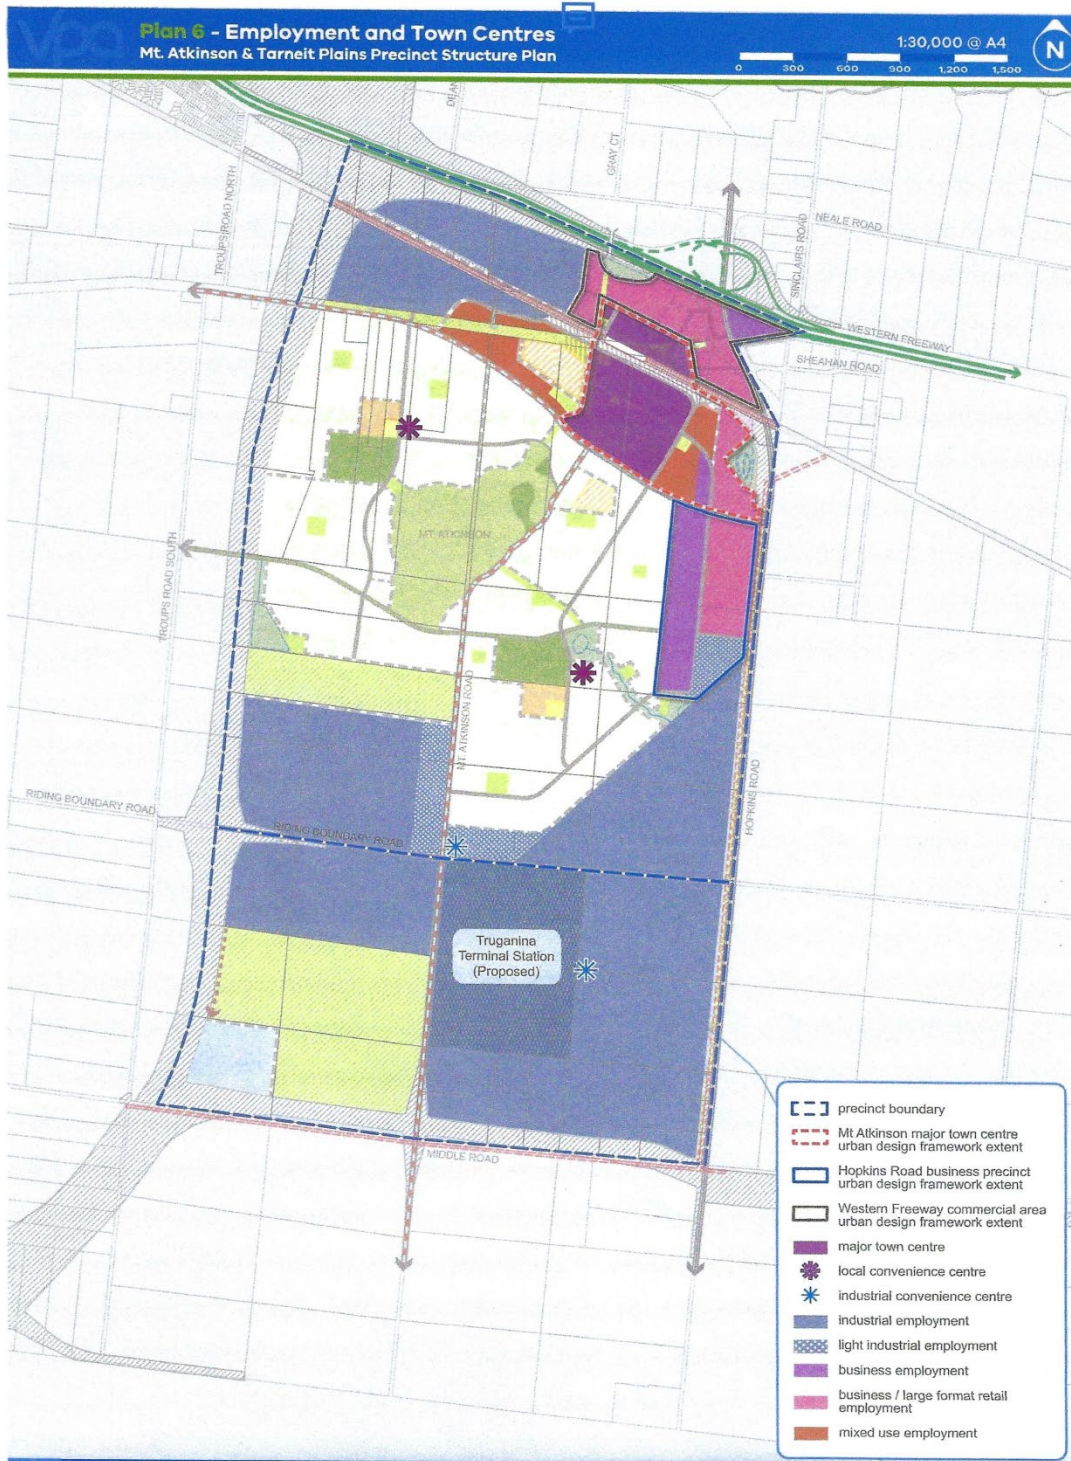 vpa
Plan 6 - Employment and Town Centres
Mt. Atkinson & Tarneit Plains Precinct Structure Plan
1:30,000 @ A4
0 300 600 900 1,200 1,500
N
GRAY CT
TROUPS ROAD NORTH
NEALE ROAD
SINCLAIRS ROAD
WESTERN FREEWAY
SHEAHAN ROAD
MT. ATKINSON
TROUPS ROAD SOUTH
MT. ATKINSON ROAD
HOPKINS ROAD
RIDING BOUNDARY ROAD
RIDING BOUNDARY ROAD
Truganina
Terminal Station
(Proposed)
MIDDLE ROAD
precinct boundary
Mt Atkinson major town centre
urban design framework extent
Hopkins Road business precinct
urban design framework extent
Western Freeway commercial area
urban design framework extent
major town centre
local convenience centre
industrial convenience centre
industrial employment
light industrial employment
business employment
business / large format retail
employment
mixed use employment